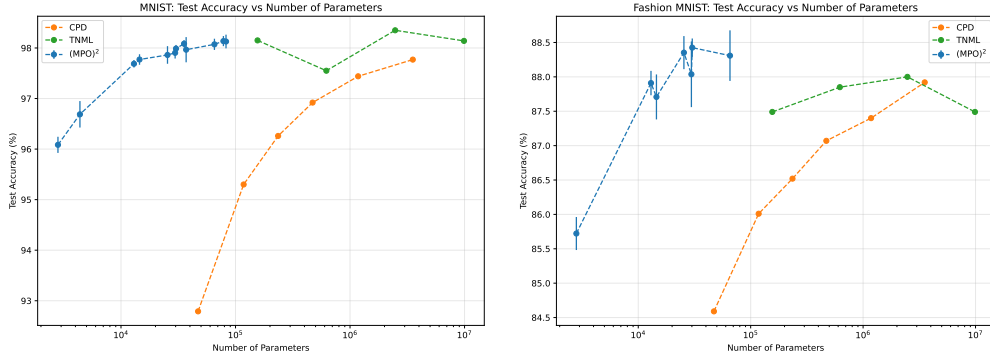 MNIST: Test Accuracy vs Number of Parameters
CPD
TNML
(MPO)²
98
97
96
95
94
93
Test Accuracy (%)
10⁴
10⁵
10⁶
10⁷
Number of Parameters
Fashion MNIST: Test Accuracy vs Number of Parameters
CPD
TNML
(MPO)²
88.5
88.0
87.5
87.0
86.5
86.0
85.5
85.0
84.5
Test Accuracy (%)
10⁴
10⁵
10⁶
10⁷
Number of Parameters